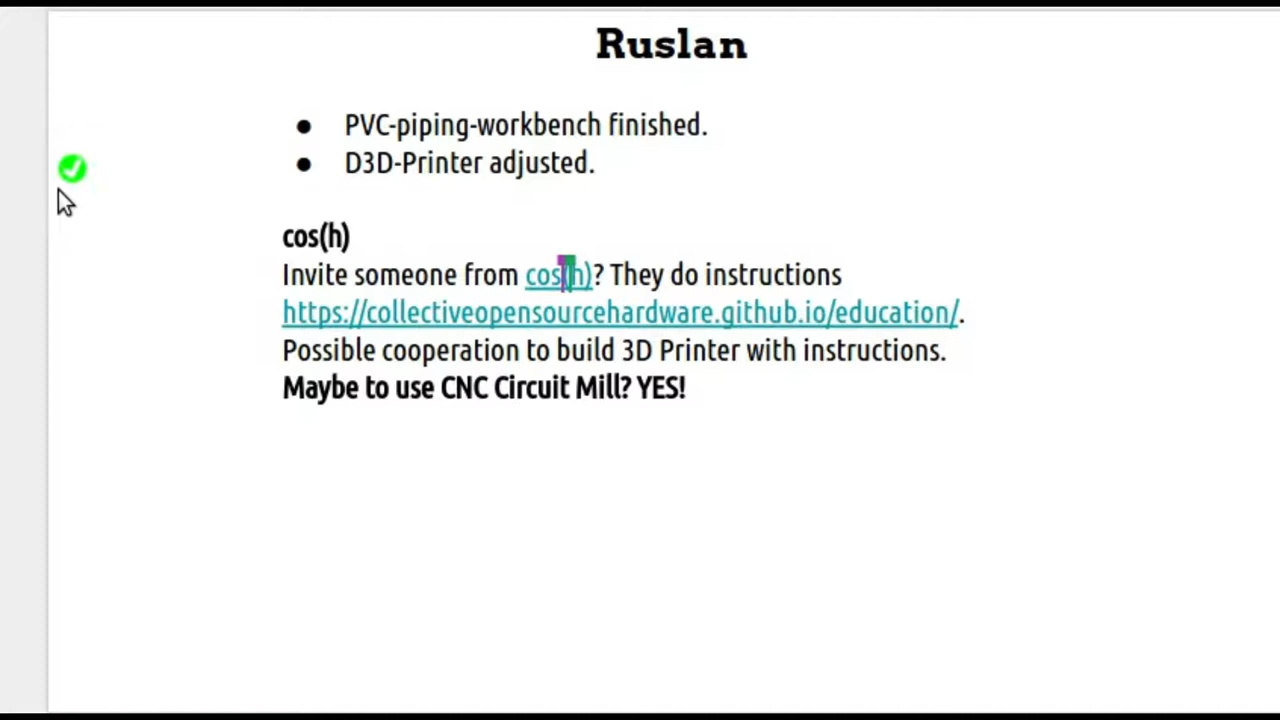 Ruslan
● PVC-piping-workbench finished.
● D3D-Printer adjusted.
cos(h)
Invite someone from cos(h)? They do instructions
https://collectiveopensourcehardware.github.io/education/.
Possible cooperation to build 3D Printer with instructions.
Maybe to use CNC Circuit Mill? YES!